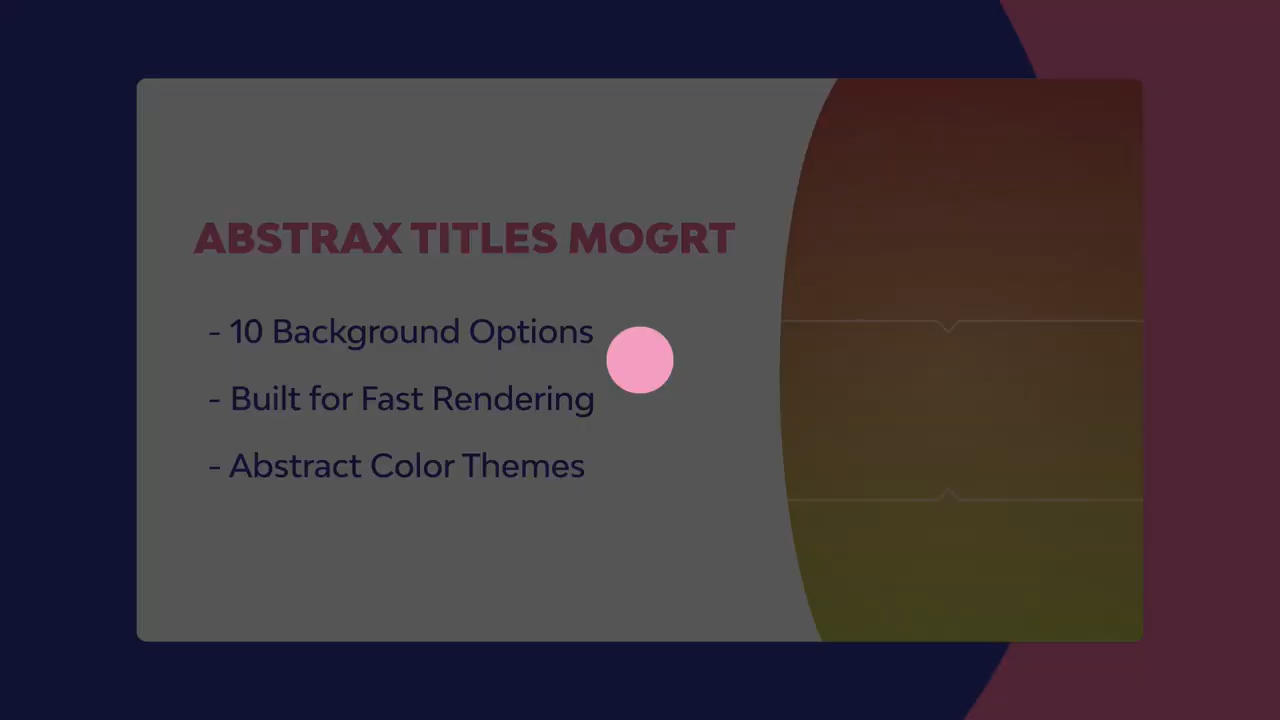 ABSTRAX TITLES MOGRT
- 10 Background Options
- Built for Fast Rendering
- Abstract Color Themes